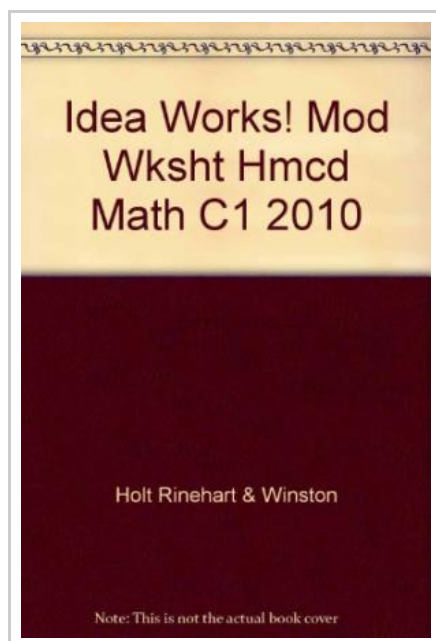 Idea Works! Mod
Wksht Hmcd
Math C1 2010
Holt Rinehart & Winston
Note: This is not the actual book cover